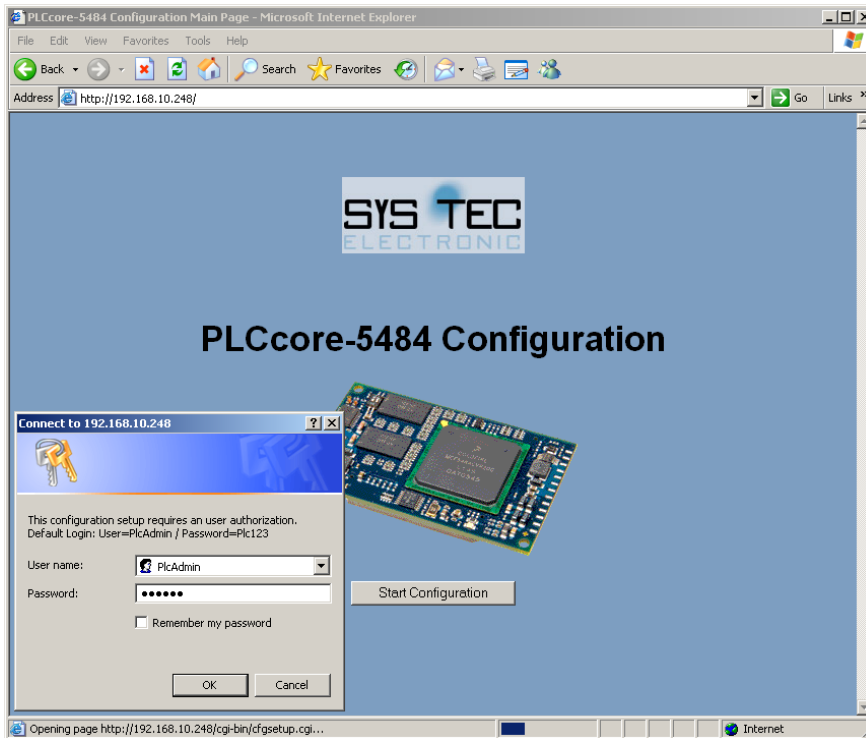 PLCcore-5484 Configuration Main Page - Microsoft Internet Explorer
File Edit View Favorites Tools Help
Back Search Favorites
Address http://192.168.10.248/ Go Links »
SYS TEC
ELECTRONIC
PLCcore-5484 Configuration
Connect to 192.168.10.248
This configuration setup requires an user authorization.
Default Login: User=PlcAdmin / Password=Plc123
User name: PlcAdmin
Password: ●●●●●●
Remember my password
OK Cancel
Start Configuration
Opening page http://192.168.10.248/cgi-bin/cfgsetup.cgi... Internet